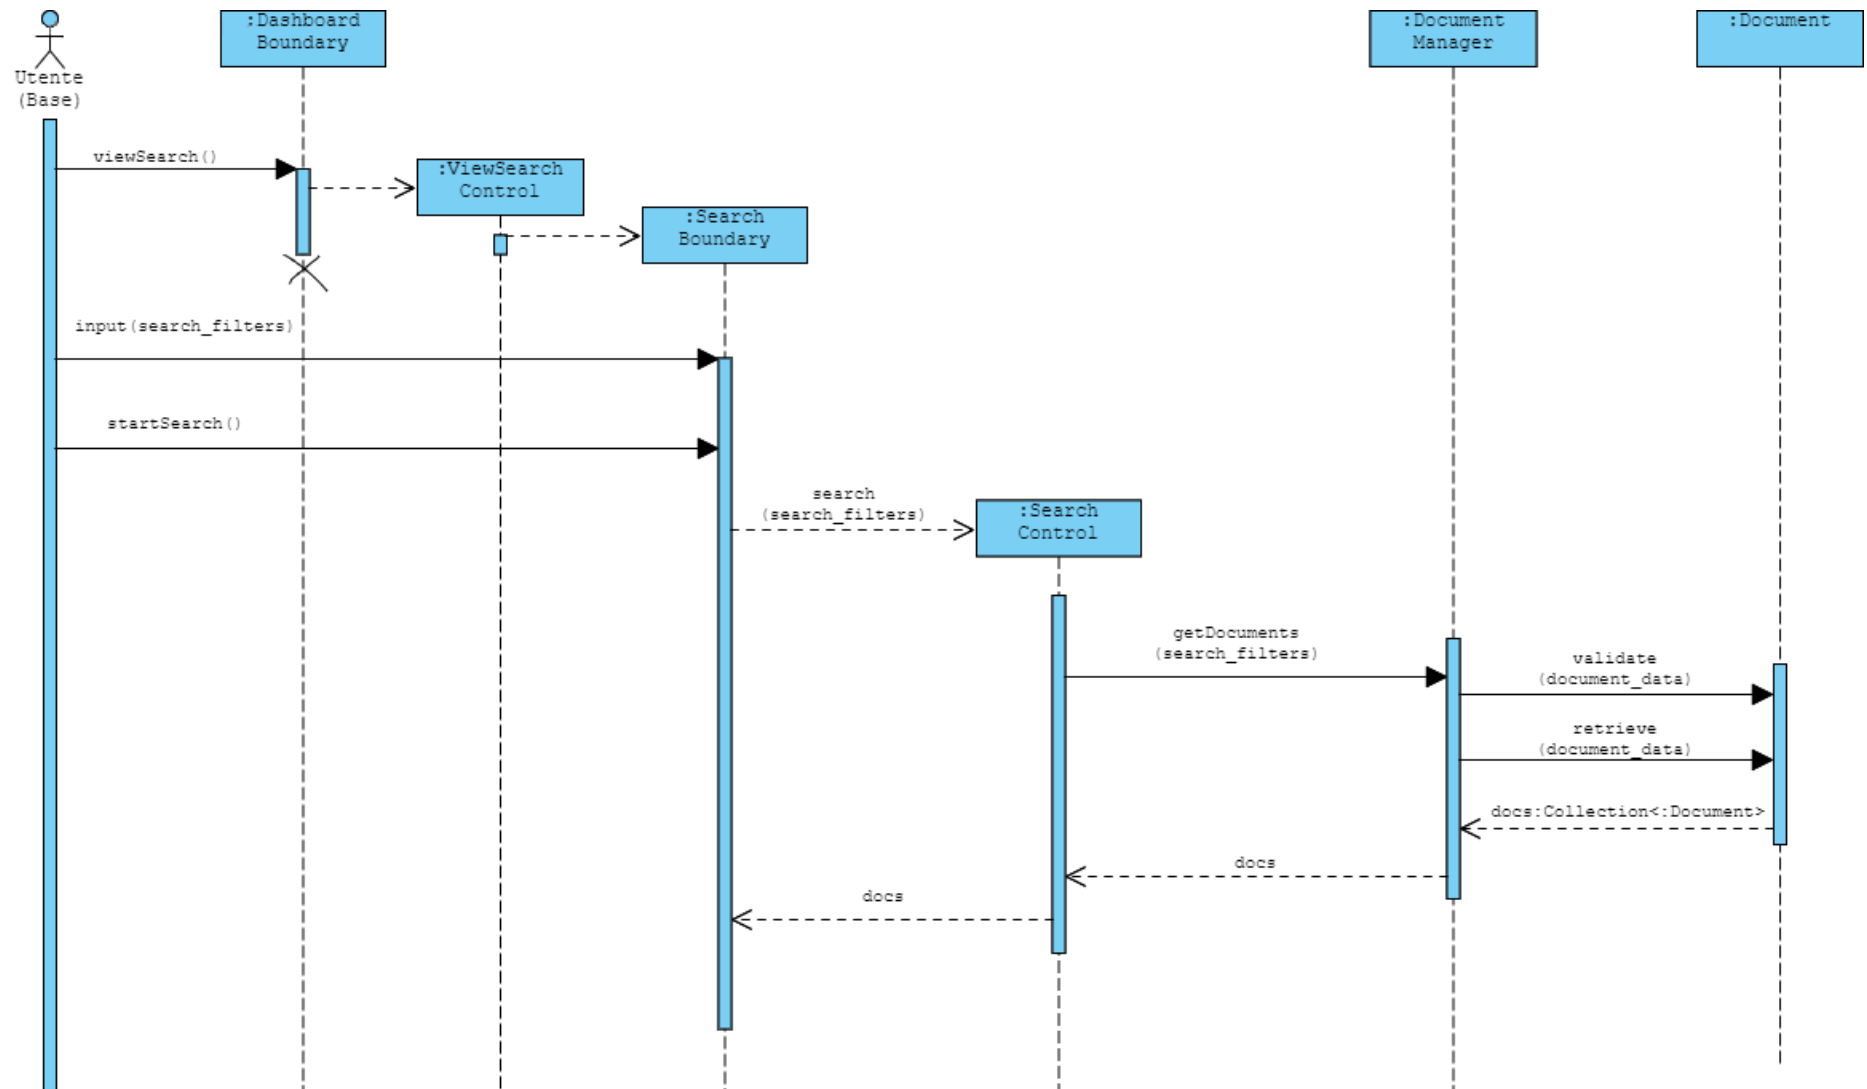 :Dashboard
Boundary
:Document
Manager
:Document
Utente
(Base)
viewSearch()
:ViewSearch
Control
:Search
Boundary
input(search_filters)
startSearch()
search
(search_filters)
:Search
Control
getDocuments
(search_filters)
validate
(document_data)
retrieve
(document_data)
docs:Collection<:Document>
docs
docs